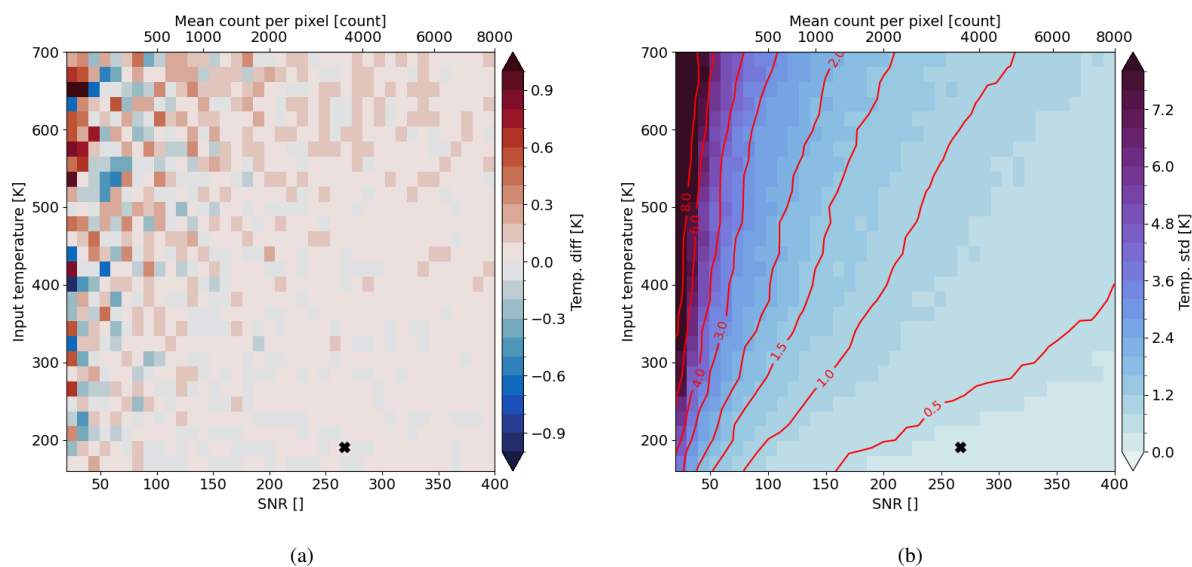 Mean count per pixel [count]
500 1000 2000 4000 6000 8000
700
600
500
400
300
200
Input temperature [K]
50 100 150 200 250 300 350 400
SNR []
0.9
0.6
0.3
0.0
−0.3
−0.6
−0.9
Temp. diff [K]
(a)
Mean count per pixel [count]
500 1000 2000 4000 6000 8000
700
600
500
400
300
200
Input temperature [K]
8.0
6.0
4.0
3.0
2.0
1.5
1.0
0.5
50 100 150 200 250 300 350 400
SNR []
7.2
6.0
4.8
3.6
2.4
1.2
0.0
Temp. std [K]
(b)